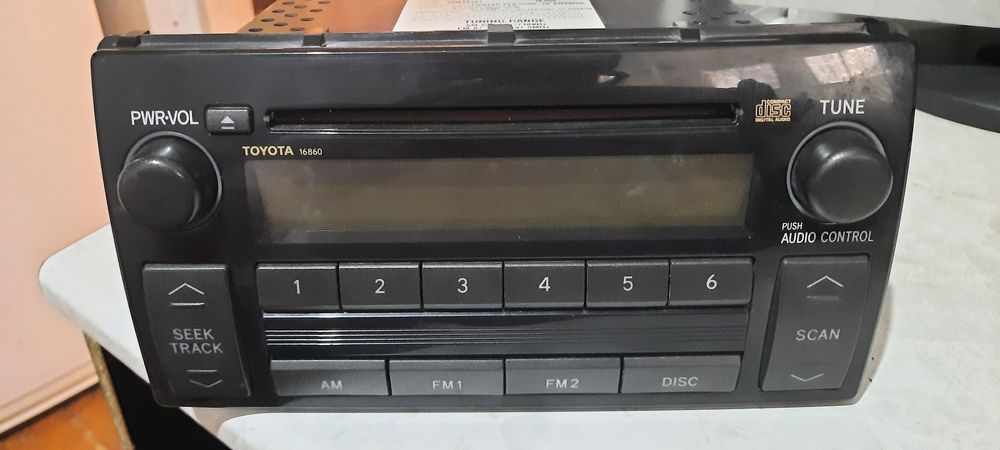 TUNING RANGE
PWR·VOL
COMPACT
disc
DIGITAL AUDIO
TUNE
TOYOTA 16860
PUSH
AUDIO CONTROL
1 2 3 4 5 6
SEEK
TRACK
SCAN
AM FM1 FM2 DISC